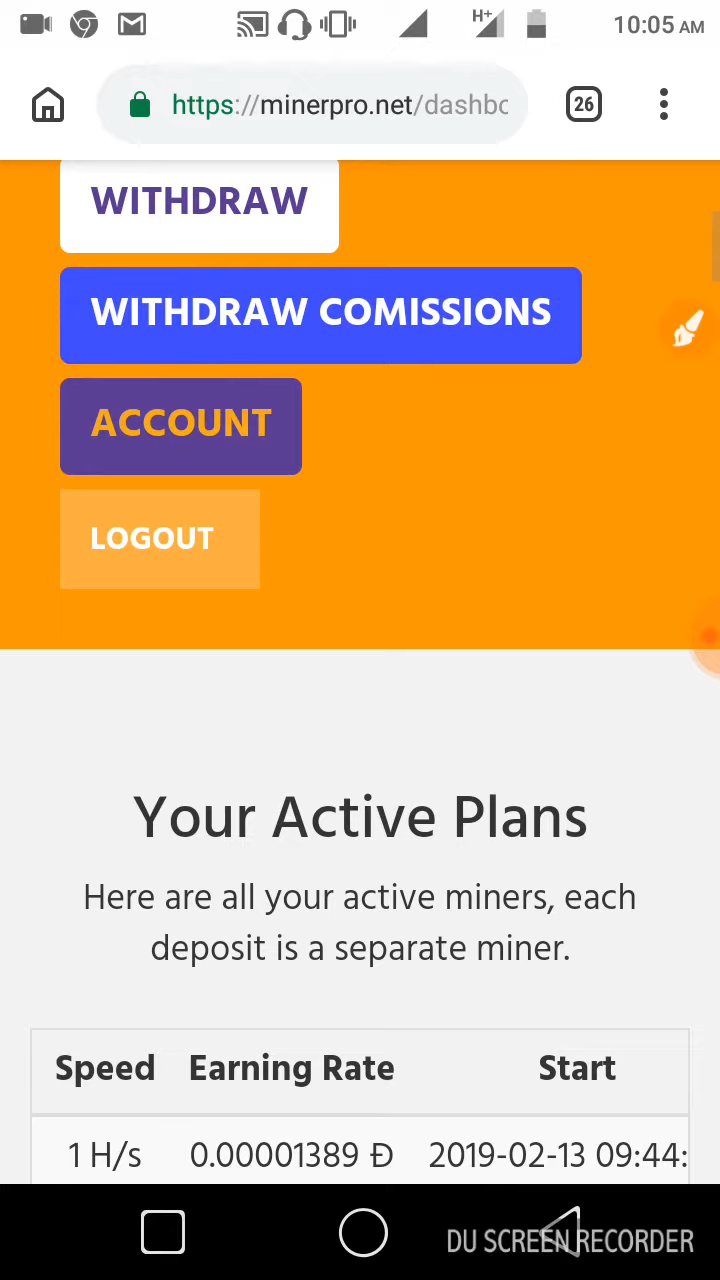 H+
10:05 AM
https://minerpro.net/dashbo
26
WITHDRAW
WITHDRAW COMISSIONS
ACCOUNT
LOGOUT
Your Active Plans
Here are all your active miners, each
deposit is a separate miner.
Speed Earning Rate Start
1 H/s 0.00001389 Đ 2019-02-13 09:44:
DU SCREEN RECORDER